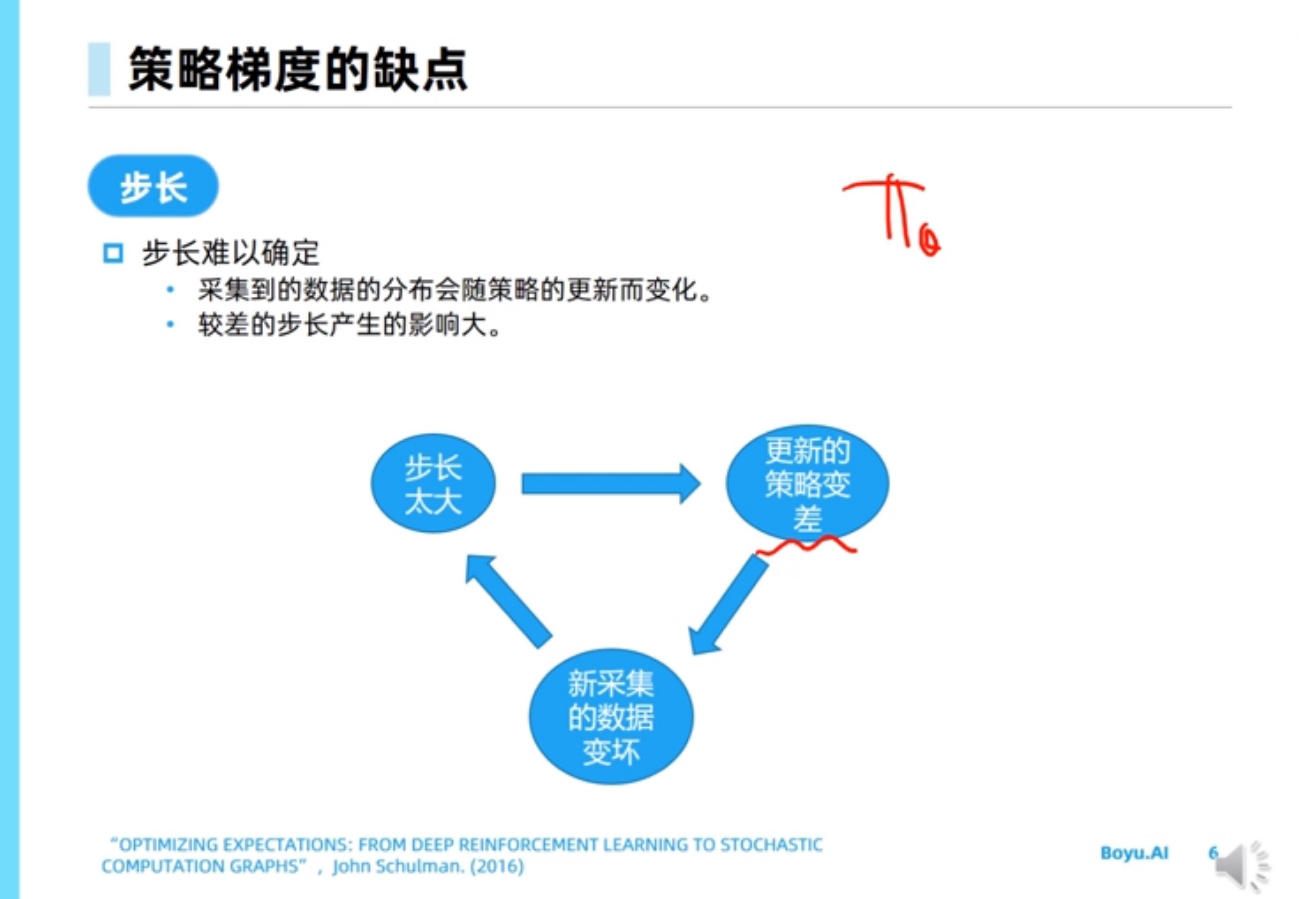 策略梯度的缺点
步长
步长难以确定
• 采集到的数据的分布会随策略的更新而变化。
• 较差的步长产生的影响大。
π_θ
步长
太大
更新的
策略变
差
新采集
的数据
变坏
“OPTIMIZING EXPECTATIONS: FROM DEEP REINFORCEMENT LEARNING TO STOCHASTIC
COMPUTATION GRAPHS” , John Schulman. (2016)
Boyu.AI 6